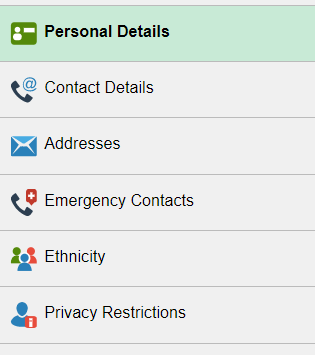 Personal Details
Contact Details
Addresses
Emergency Contacts
Ethnicity
Privacy Restrictions